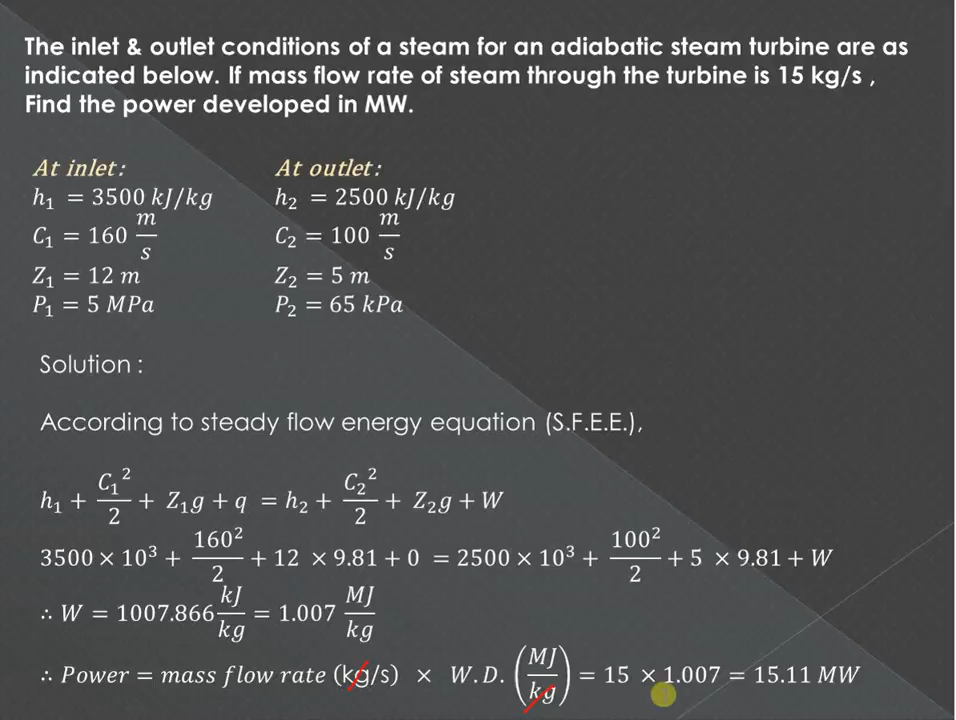 The inlet & outlet conditions of a steam for an adiabatic steam turbine are as
indicated below. If mass flow rate of steam through the turbine is 15 kg/s ,
Find the power developed in MW.
At inlet: At outlet:
h₁ = 3500 kJ/kg h₂ = 2500 kJ/kg
C₁ = 160 m/s C₂ = 100 m/s
Z₁ = 12 m Z₂ = 5 m
P₁ = 5 MPa P₂ = 65 kPa
Solution :
According to steady flow energy equation (S.F.E.E.),
h₁ + C₁²/2 + Z₁g + q = h₂ + C₂²/2 + Z₂g + W
3500 × 10³ + 160²/2 + 12 × 9.81 + 0 = 2500 × 10³ + 100²/2 + 5 × 9.81 + W
∴ W = 1007.866 kJ/kg = 1.007 MJ/kg
∴ Power = mass flow rate (kg/s) × W.D. (MJ/kg) = 15 × 1.007 = 15.11 MW